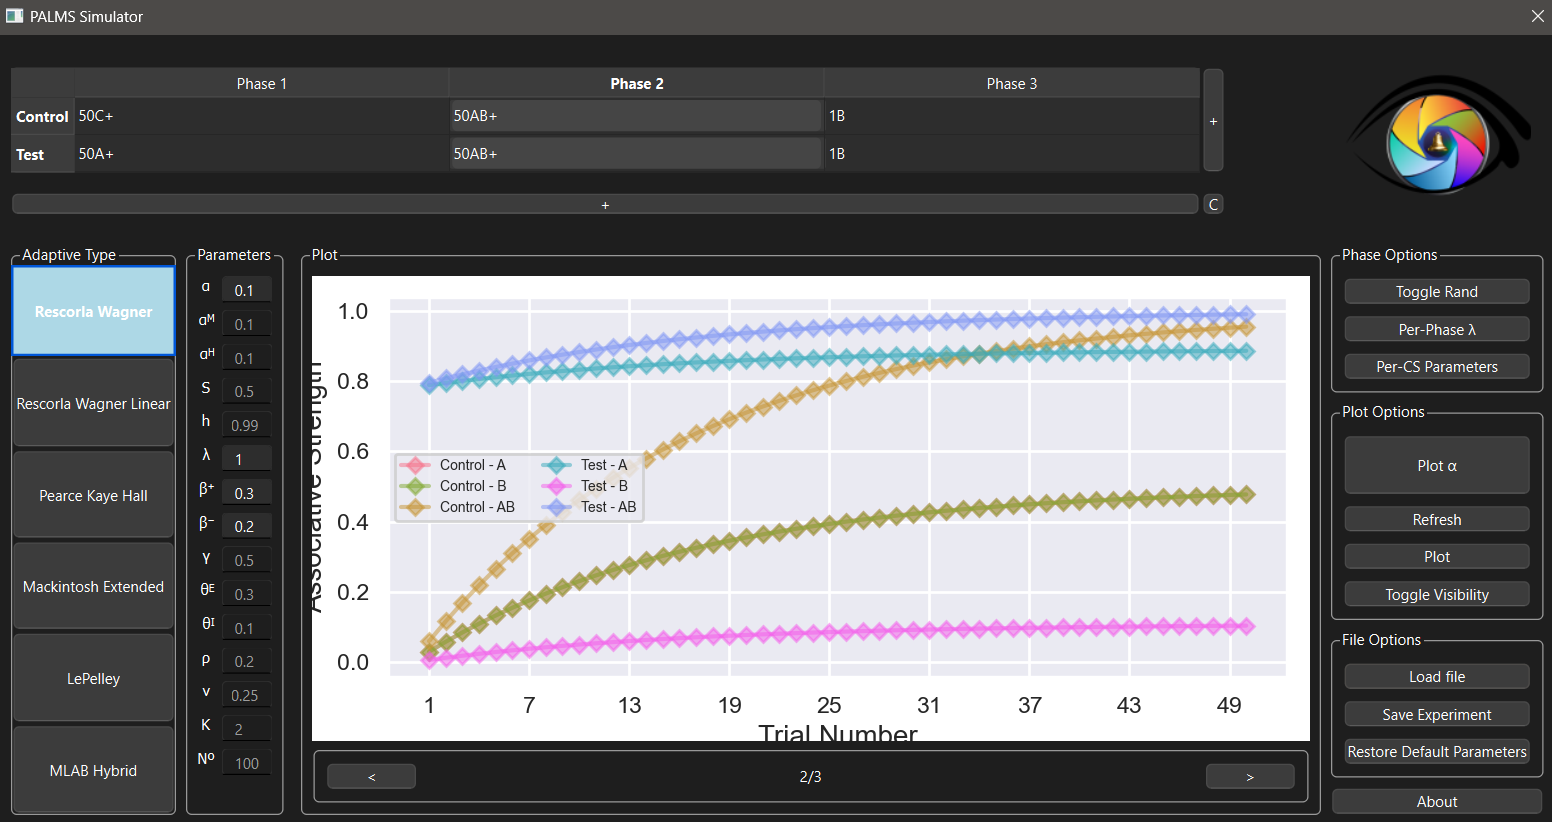 PALMS Simulator
Phase 1 Phase 2 Phase 3
Control 50C+ 50AB+ 1B
+
Test 50A+ 50AB+ 1B
+ C
Adaptive Type
Rescorla Wagner
Rescorla Wagner Linear
Pearce Kaye Hall
Mackintosh Extended
LePelley
MLAB Hybrid
Parameters
α 0.1
αᴹ 0.1
αᴴ 0.1
S 0.5
h 0.99
λ 1
β⁺ 0.3
β⁻ 0.2
γ 0.5
θᴱ 0.3
θᴵ 0.1
ρ 0.2
ν 0.25
K 2
Nº 100
Plot
Associative Strength
1.0
0.8
0.6
0.4
0.2
0.0
Control - A Test - A
Control - B Test - B
Control - AB Test - AB
1 7 13 19 25 31 37 43 49
Trial Number
< 2/3 >
Phase Options
Toggle Rand
Per-Phase λ
Per-CS Parameters
Plot Options
Plot α
Refresh
Plot
Toggle Visibility
File Options
Load file
Save Experiment
Restore Default Parameters
About